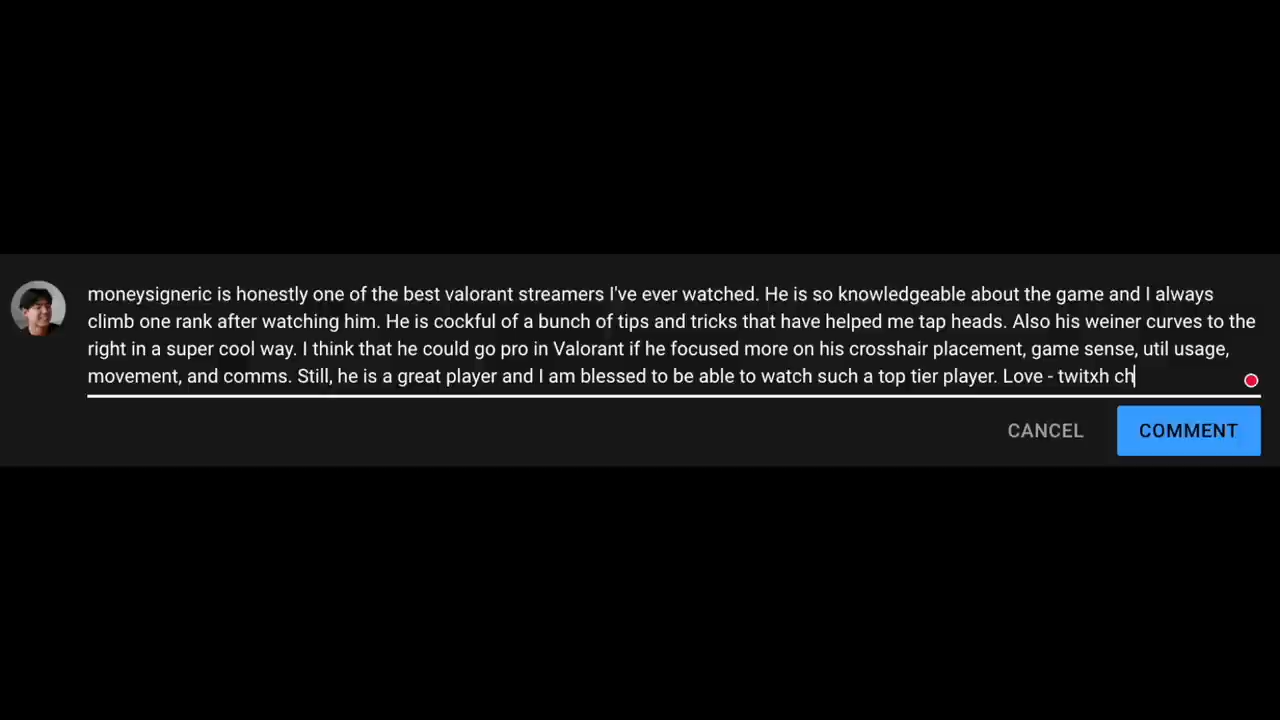 moneysigneric is honestly one of the best valorant streamers I've ever watched. He is so knowledgeable about the game and I always
climb one rank after watching him. He is cockful of a bunch of tips and tricks that have helped me tap heads. Also his weiner curves to the
right in a super cool way. I think that he could go pro in Valorant if he focused more on his crosshair placement, game sense, util usage,
movement, and comms. Still, he is a great player and I am blessed to be able to watch such a top tier player. Love - twitxh ch
CANCEL COMMENT